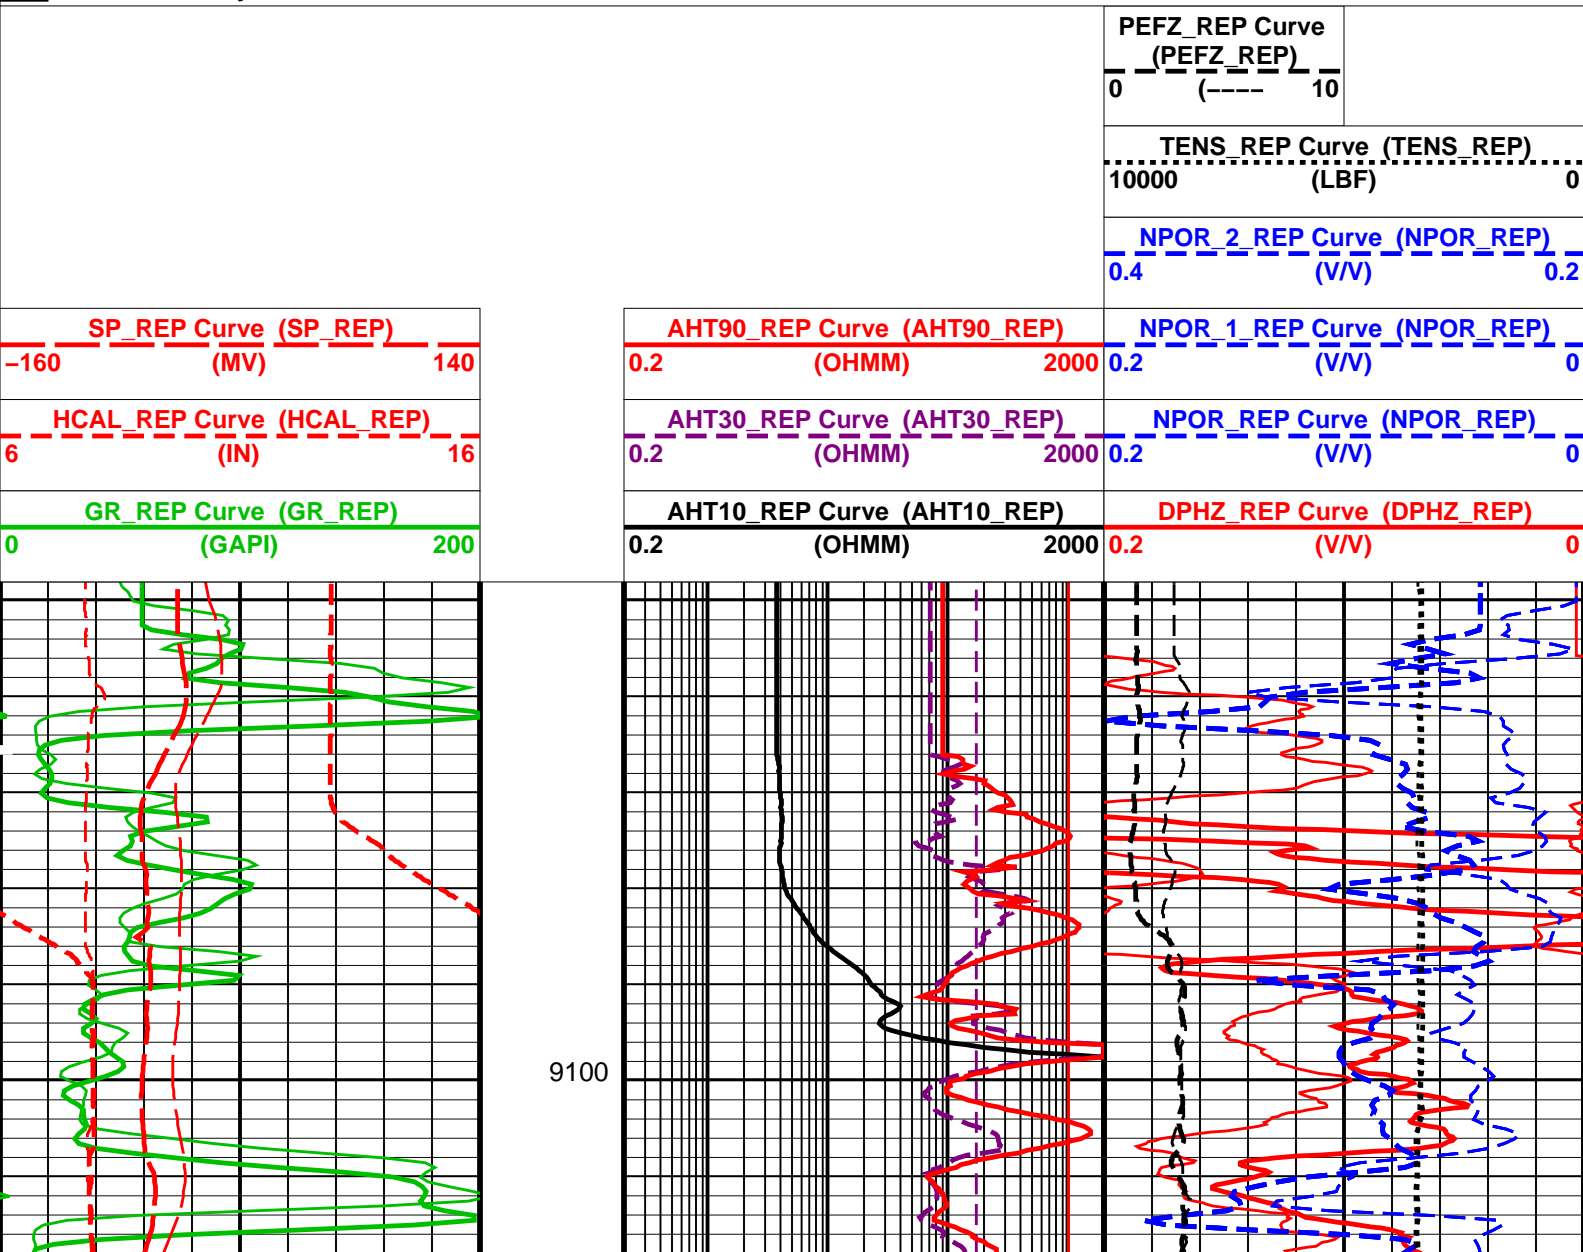 PEFZ_REP Curve
(PEFZ_REP)
0 (---- 10
TENS_REP Curve (TENS_REP)
10000 (LBF) 0
NPOR_2_REP Curve (NPOR_REP)
0.4 (V/V) 0.2
SP_REP Curve (SP_REP)
-160 (MV) 140
AHT90_REP Curve (AHT90_REP)
0.2 (OHMM) 2000
NPOR_1_REP Curve (NPOR_REP)
0.2 (V/V) 0
HCAL_REP Curve (HCAL_REP)
6 (IN) 16
AHT30_REP Curve (AHT30_REP)
0.2 (OHMM) 2000
NPOR_REP Curve (NPOR_REP)
0.2 (V/V) 0
GR_REP Curve (GR_REP)
0 (GAPI) 200
AHT10_REP Curve (AHT10_REP)
0.2 (OHMM) 2000
DPHZ_REP Curve (DPHZ_REP)
0.2 (V/V) 0
9100